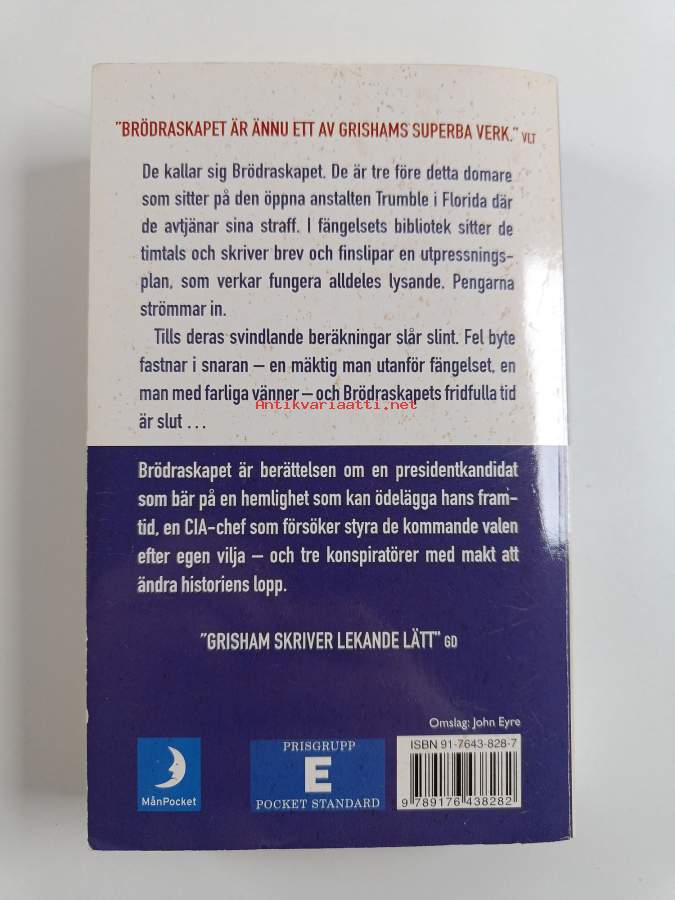 ”BRÖDRASKAPET ÄR ÄNNU ETT AV GRISHAMS SUPERBA VERK.” VLT
De kallar sig Brödraskapet. De är tre före detta domare
som sitter på den öppna anstalten Trumble i Florida där
de avtjänar sina straff. I fängelsets bibliotek sitter de
timtals och skriver brev och finslipar en utpressnings-
plan, som verkar fungera alldeles lysande. Pengarna
strömmar in.
Tills deras svindlande beräkningar slår slint. Fel byte
fastnar i snaran – en mäktig man utanför fängelset, en
man med farliga vänner – och Brödraskapets fridfulla tid
Antikvariaatti.net
är slut ...
Brödraskapet är berättelsen om en presidentkandidat
som bär på en hemlighet som kan ödelägga hans fram-
tid, en CIA-chef som försöker styra de kommande valen
efter egen vilja – och tre konspiratörer med makt att
ändra historiens lopp.
”GRISHAM SKRIVER LEKANDE LÄTT” GD
Omslag: John Eyre
MånPocket
PRISGRUPP
E
POCKET STANDARD
ISBN 91-7643-828-7
9 789176 438282